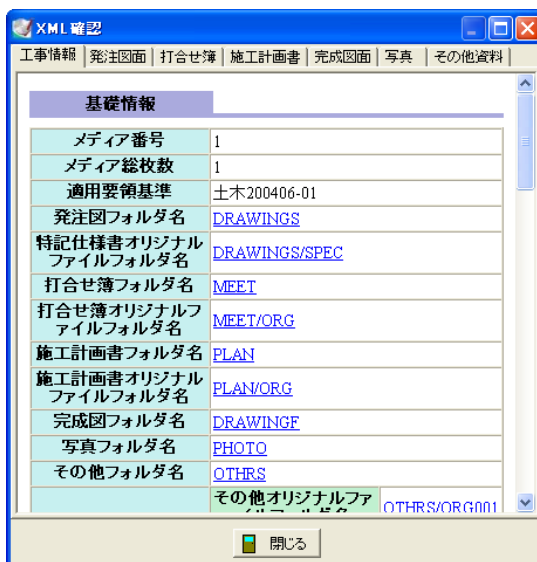 XML確認
工事情報 発注図面 打合せ簿 施工計画書 完成図面 写真 その他資料
基礎情報
メディア番号 1
メディア総枚数 1
適用要領基準 土木200406-01
発注図フォルダ名 DRAWINGS
特記仕様書オリジナル
ファイルフォルダ名 DRAWINGS/SPEC
打合せ簿フォルダ名 MEET
打合せ簿オリジナルフ
ァイルフォルダ名 MEET/ORG
施工計画書フォルダ名 PLAN
施工計画書オリジナル
ファイルフォルダ名 PLAN/ORG
完成図フォルダ名 DRAWINGF
写真フォルダ名 PHOTO
その他フォルダ名 OTHRS
その他オリジナルファ
OTHRS/ORG001
閉じる